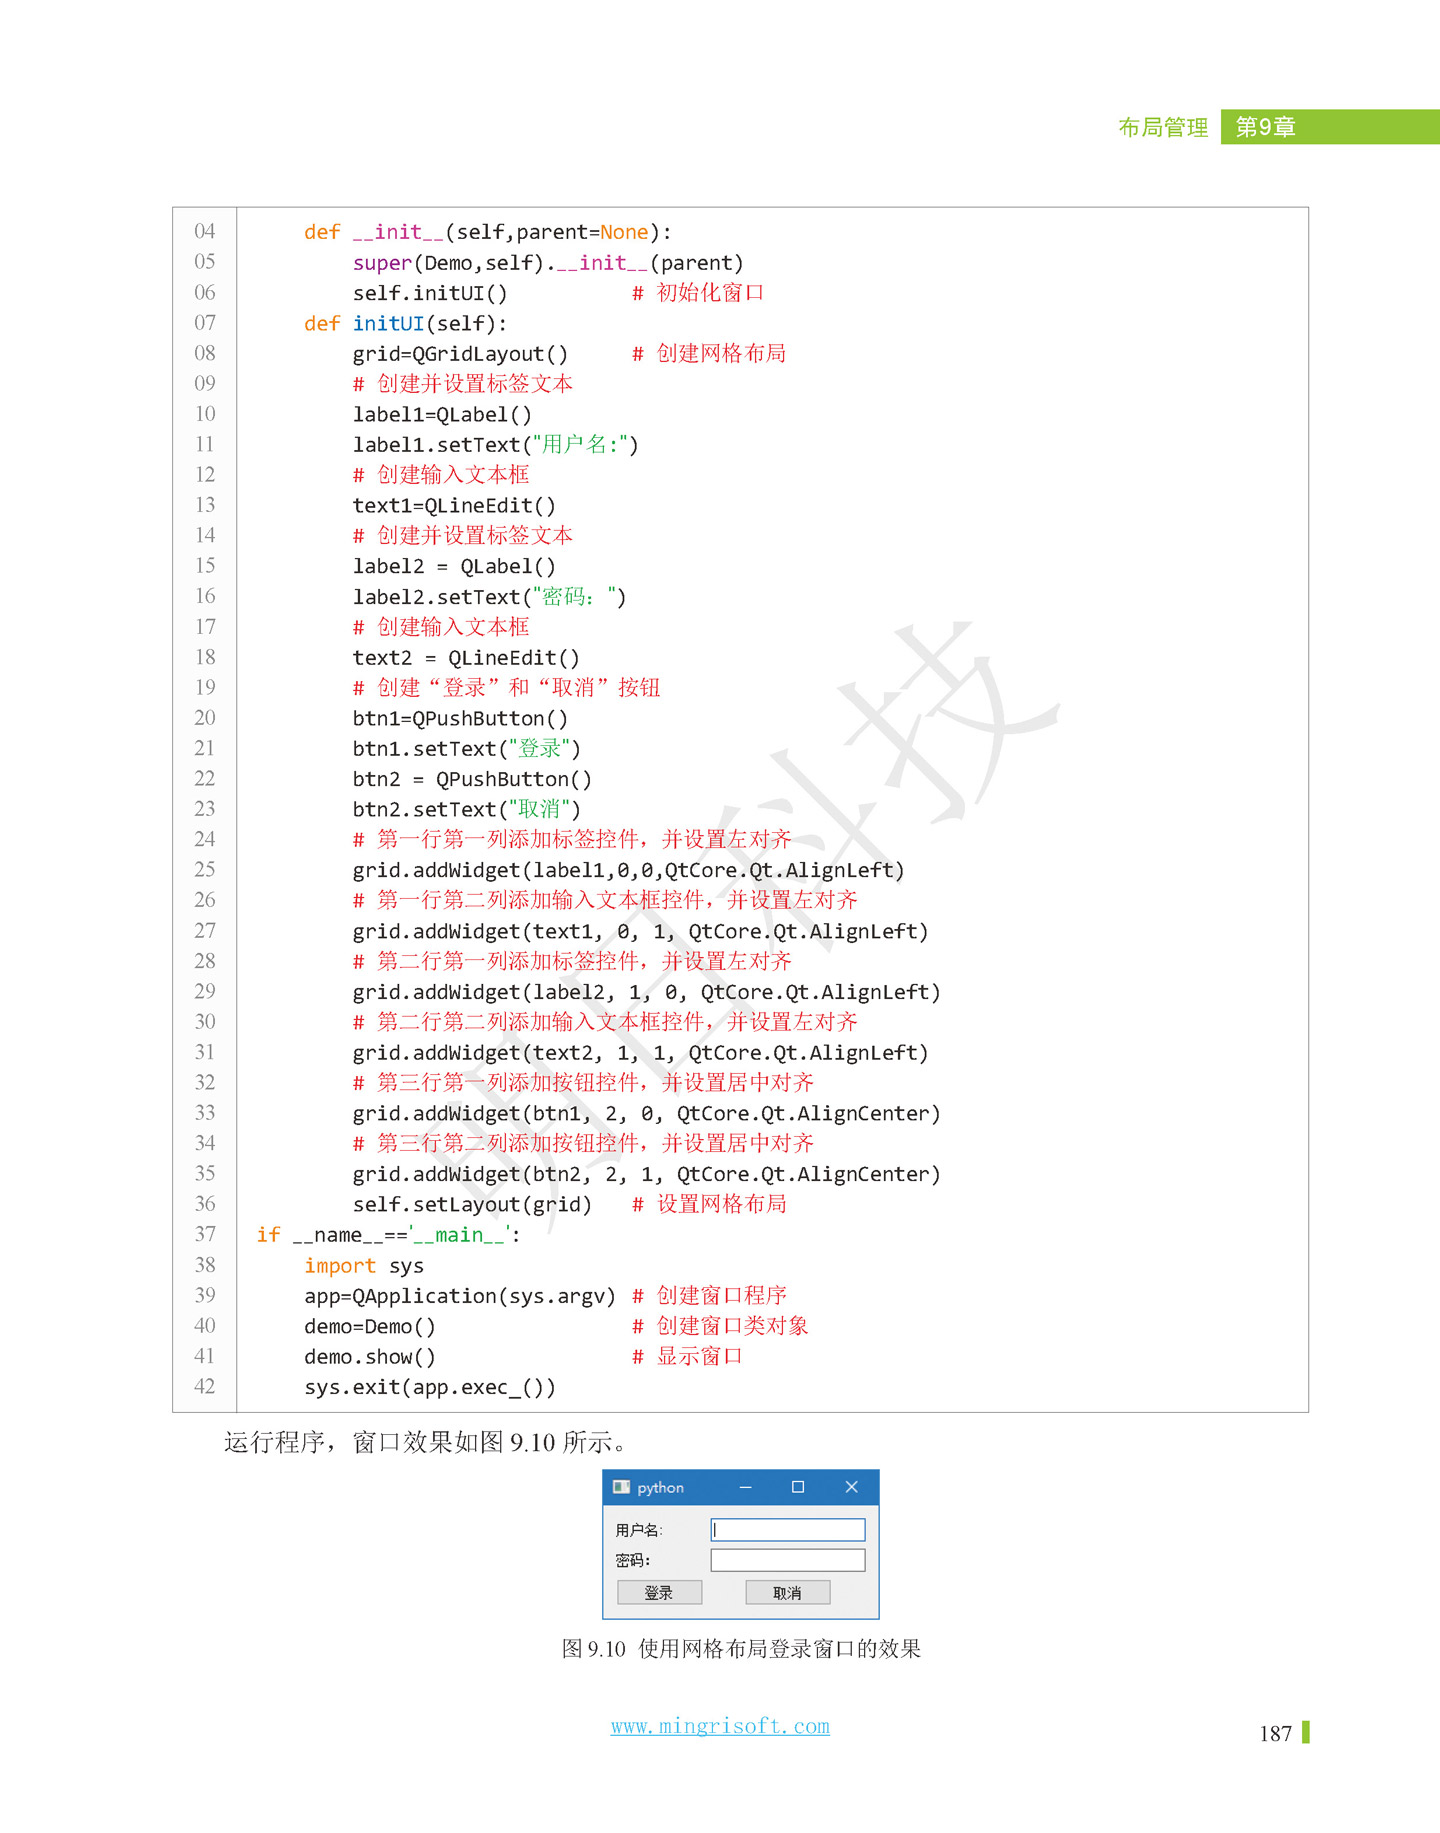 布局管理 第9章
04     def __init__(self,parent=None):
05         super(Demo,self).__init__(parent)
06         self.initUI()          # 初始化窗口
07     def initUI(self):
08         grid=QGridLayout()     # 创建网格布局
09         # 创建并设置标签文本
10         label1=QLabel()
11         label1.setText("用户名:")
12         # 创建输入文本框
13         text1=QLineEdit()
14         # 创建并设置标签文本
15         label2 = QLabel()
16         label2.setText("密码：")
17         # 创建输入文本框
18         text2 = QLineEdit()
19         # 创建“登录”和“取消”按钮
20         btn1=QPushButton()
21         btn1.setText("登录")
22         btn2 = QPushButton()
23         btn2.setText("取消")
24         # 第一行第一列添加标签控件，并设置左对齐
25         grid.addWidget(label1,0,0,QtCore.Qt.AlignLeft)
26         # 第一行第二列添加输入文本框控件，并设置左对齐
27         grid.addWidget(text1, 0, 1, QtCore.Qt.AlignLeft)
28         # 第二行第一列添加标签控件，并设置左对齐
29         grid.addWidget(label2, 1, 0, QtCore.Qt.AlignLeft)
30         # 第二行第二列添加输入文本框控件，并设置左对齐
31         grid.addWidget(text2, 1, 1, QtCore.Qt.AlignLeft)
32         # 第三行第一列添加按钮控件，并设置居中对齐
33         grid.addWidget(btn1, 2, 0, QtCore.Qt.AlignCenter)
34         # 第三行第二列添加按钮控件，并设置居中对齐
35         grid.addWidget(btn2, 2, 1, QtCore.Qt.AlignCenter)
36         self.setLayout(grid)   # 设置网格布局
37 if __name__=='__main__':
38     import sys
39     app=QApplication(sys.argv) # 创建窗口程序
40     demo=Demo()                # 创建窗口类对象
41     demo.show()                # 显示窗口
42     sys.exit(app.exec_())
明日科技
运行程序，窗口效果如图 9.10 所示。
python
用户名:
密码：
登录 取消
图 9.10 使用网格布局登录窗口的效果
www.mingrisoft.com
187